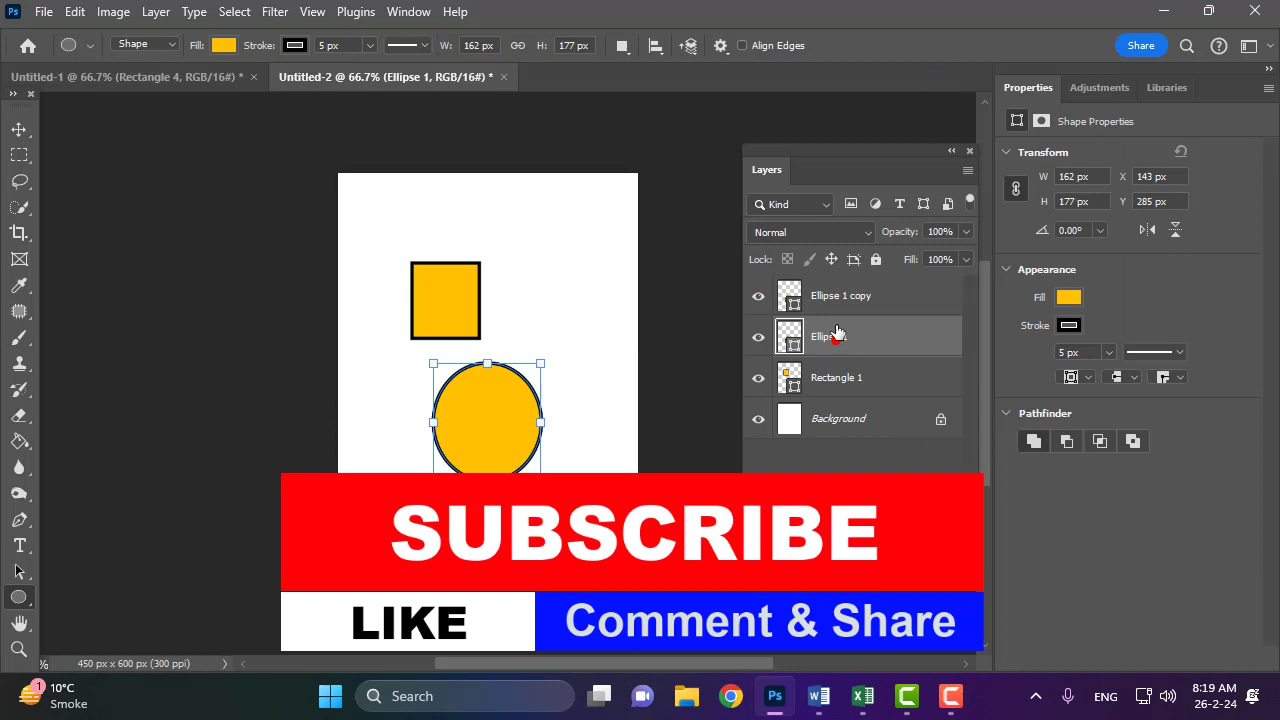 Ps File Edit Image Layer Type Select Filter View Plugins Window Help
Shape Fill: Stroke: 5 px W: 162 px H: 177 px Align Edges Share
Untitled-1 @ 66.7% (Rectangle 4, RGB/16#) * × Untitled-2 @ 66.7% (Ellipse 1, RGB/16#) * ×
Properties Adjustments Libraries
Shape Properties
Transform
W 162 px X 143 px
H 177 px Y 285 px
0.00°
Appearance
Fill
Stroke
5 px
Pathfinder
Layers
Kind
Normal Opacity: 100%
Lock: Fill: 100%
Ellipse 1 copy
Rectangle 1
Background
SUBSCRIBE
LIKE Comment & Share
% 450 px x 600 px (300 ppi)
1 10°C
Smoke
Search
Ps
ENG
8:19 AM
26-2-24